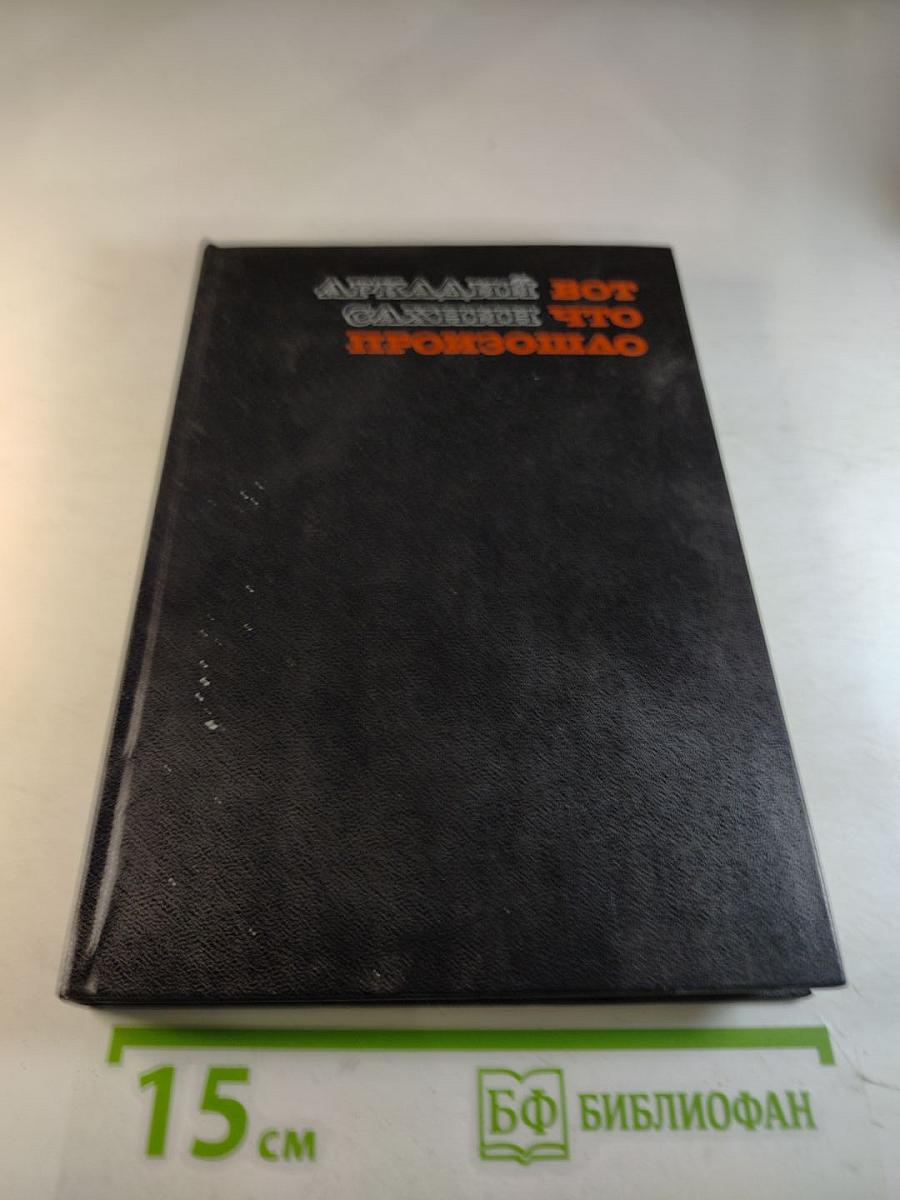 АРКАДИЙ ВОТ
САХНИН ЧТО
ПРОИЗОШЛО
15 см
БФ БИБЛИОФАН